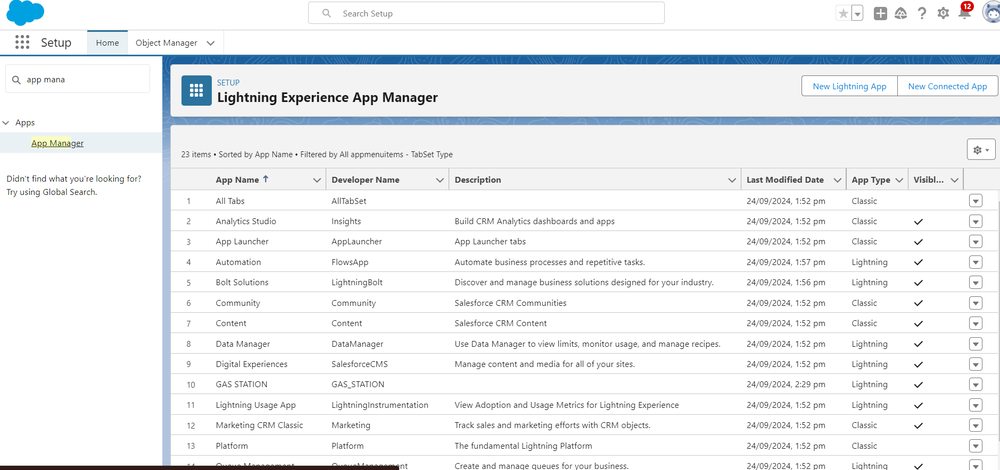 Search Setup
12
Setup
Home
Object Manager
app mana
Apps
App Manager
Didn't find what you're looking for?
Try using Global Search.
SETUP
Lightning Experience App Manager
New Lightning App
New Connected App
23 items • Sorted by App Name • Filtered by All appmenuitems - TabSet Type
App Name Developer Name Description Last Modified Date App Type Visibl...
1 All Tabs AllTabSet 24/09/2024, 1:52 pm Classic
2 Analytics Studio Insights Build CRM Analytics dashboards and apps 24/09/2024, 1:52 pm Classic
3 App Launcher AppLauncher App Launcher tabs 24/09/2024, 1:52 pm Classic
4 Automation FlowsApp Automate business processes and repetitive tasks. 24/09/2024, 1:57 pm Lightning
5 Bolt Solutions LightningBolt Discover and manage business solutions designed for your industry. 24/09/2024, 1:56 pm Lightning
6 Community Community Salesforce CRM Communities 24/09/2024, 1:52 pm Classic
7 Content Content Salesforce CRM Content 24/09/2024, 1:52 pm Classic
8 Data Manager DataManager Use Data Manager to view limits, monitor usage, and manage recipes. 24/09/2024, 1:52 pm Lightning
9 Digital Experiences SalesforceCMS Manage content and media for all of your sites. 24/09/2024, 1:52 pm Lightning
10 GAS STATION GAS_STATION 24/09/2024, 2:29 pm Lightning
11 Lightning Usage App LightningInstrumentation View Adoption and Usage Metrics for Lightning Experience 24/09/2024, 1:52 pm Lightning
12 Marketing CRM Classic Marketing Track sales and marketing efforts with CRM objects. 24/09/2024, 1:52 pm Classic
13 Platform Platform The fundamental Lightning Platform 24/09/2024, 1:52 pm Classic
14 Queue Management QueueManagement Create and manage queues for your business. 24/09/2024, 1:52 pm Lightning